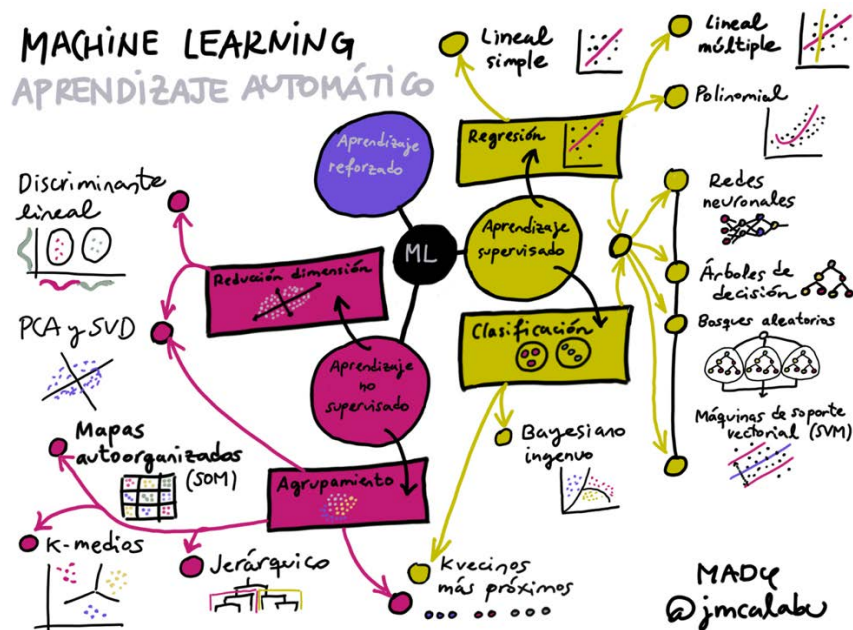 MACHINE LEARNING
APRENDIZAJE AUTOMÁTICO
Lineal
simple
Lineal
múltiple
Polinomial
Regresión
Aprendizaje
reforzado
Discriminante
lineal
Redes
neuronales
ML
Aprendizaje
supervisado
Reducción dimensión
Árboles de
decisión
Bosques aleatorios
PCA y SVD
Clasificación
Aprendizaje
no
supervisado
Máquinas de soporte
vectorial (SVM)
Mapas
autoorganizados
(SOM)
Bayesiano
ingenuo
Agrupamiento
K-medios
Jerárquico
K vecinos
más próximos
MADY
@jmcalabu